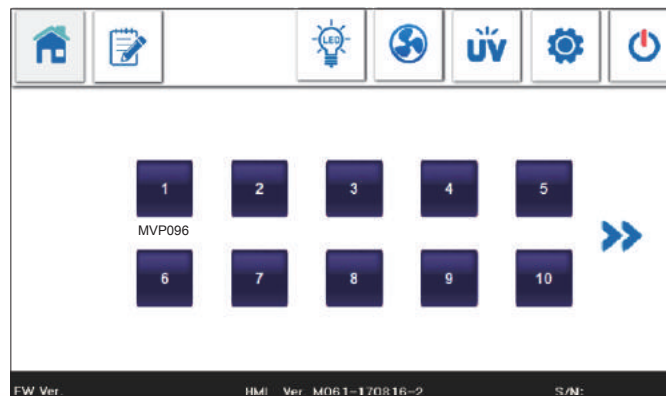 LED
UV
1 2 3 4 5
MVP096
6 7 8 9 10
FW Ver. HMI Ver M061-170816-2 S/N: